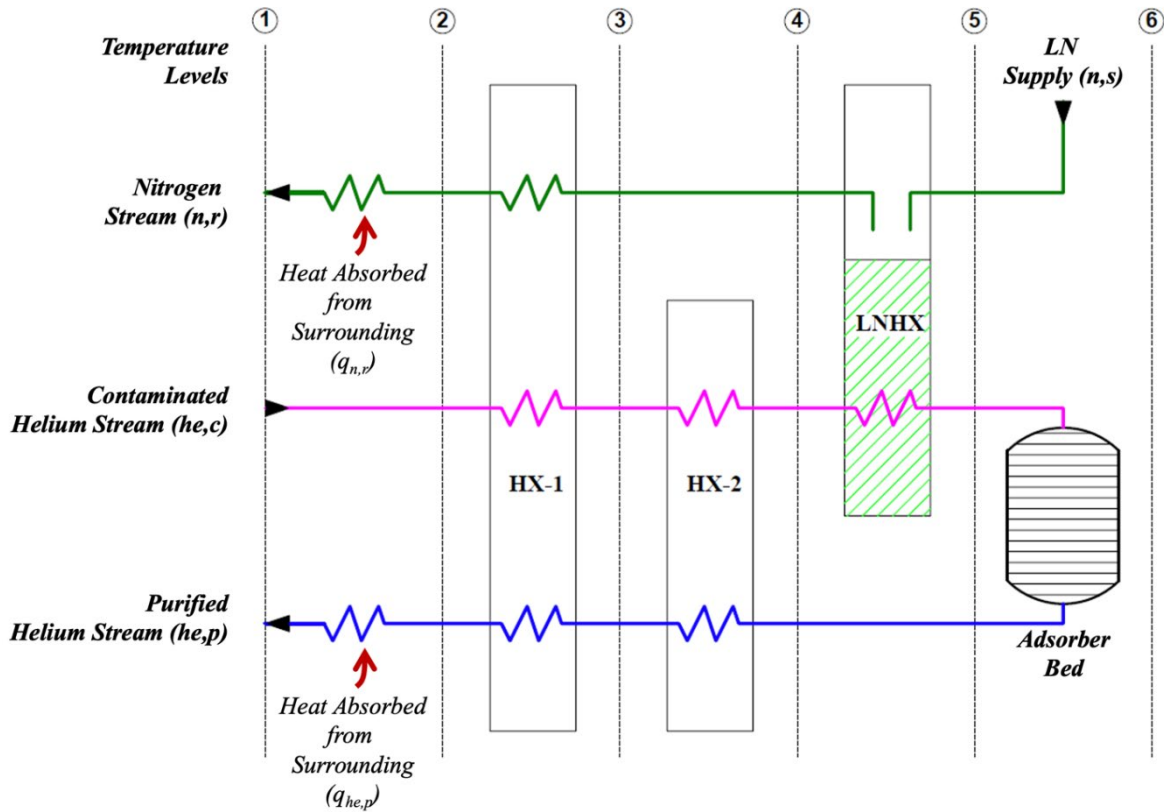 1
2
3
4
5
6
Temperature
Levels
LN
Supply (n,s)
Nitrogen
Stream (n,r)
Heat Absorbed
from
Surrounding
(qn,r)
LNHX
Contaminated
Helium Stream (he,c)
HX-1
HX-2
Purified
Helium Stream (he,p)
Adsorber
Bed
Heat Absorbed
from
Surrounding
(qhe,p)